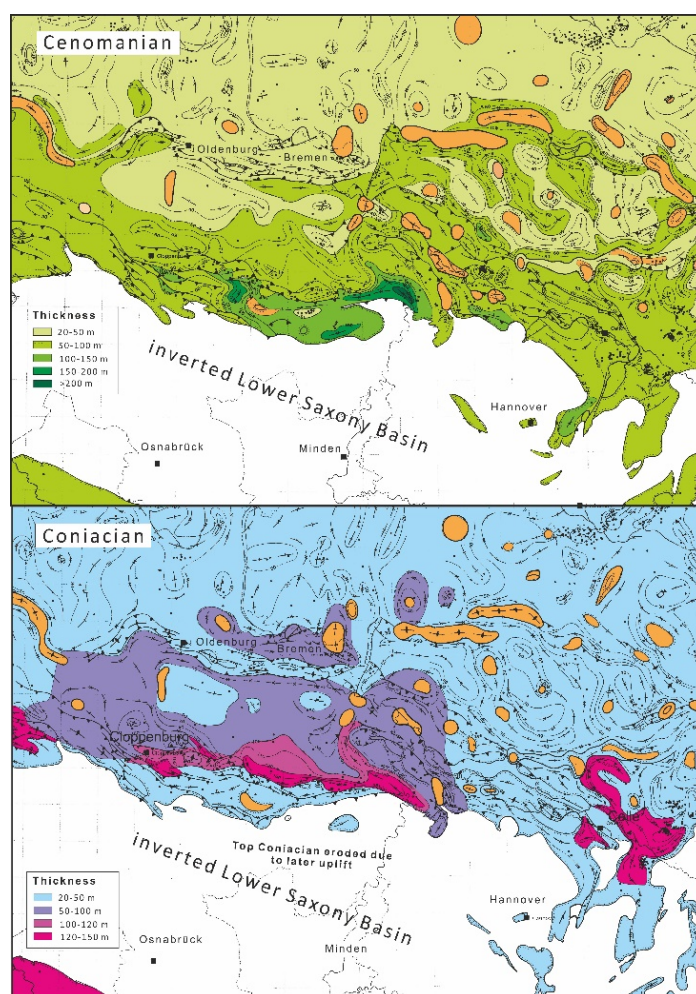 Cenomanian
Oldenburg
Bremen
Thickness
20-50 m
50-100 m
100-150 m
150-200 m
>200 m
inverted Lower Saxony Basin
Hannover
Osnabrück
Minden
Coniacian
Oldenburg
Bremen
Cloppenburg
Celle
Top Coniacian eroded due
to later uplift
inverted Lower Saxony Basin
Thickness
20-50 m
50-100 m
100-120 m
120-150 m
Hannover
Osnabrück
Minden